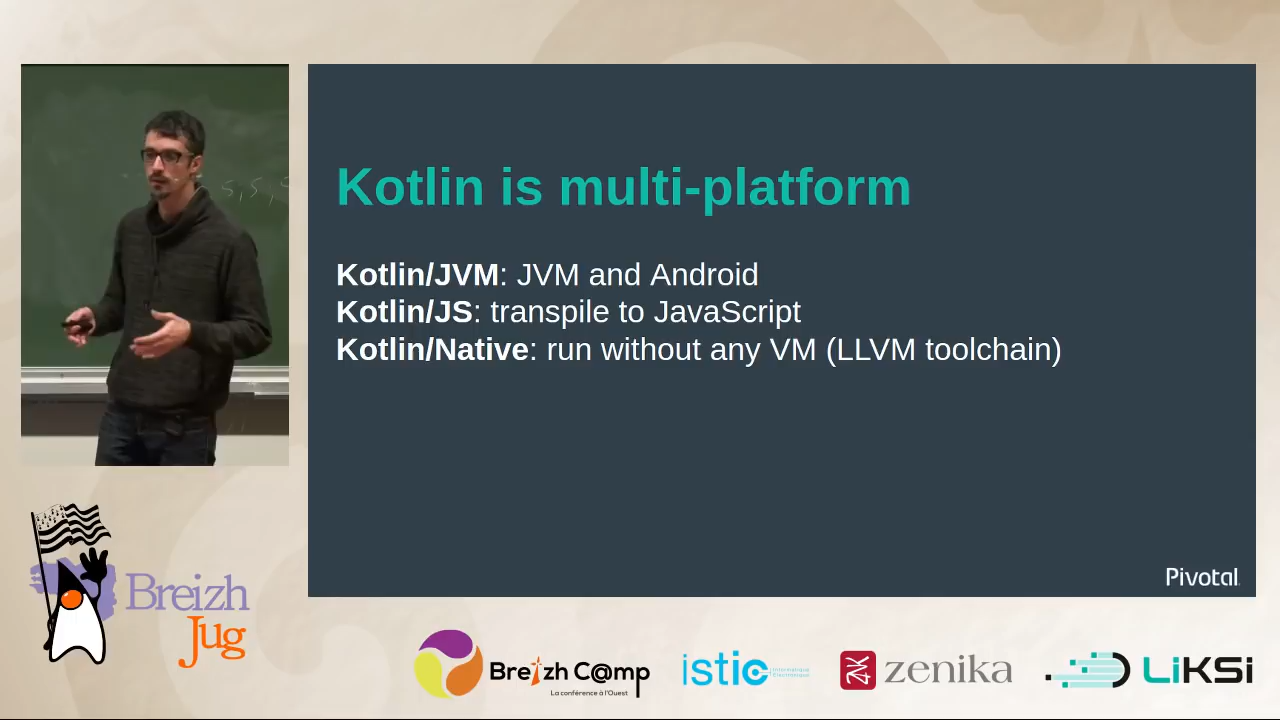 Kotlin is multi-platform
Kotlin/JVM: JVM and Android
Kotlin/JS: transpile to JavaScript
Kotlin/Native: run without any VM (LLVM toolchain)
Pivotal
Breizh
Jug
Breizh C@mp
La conférence à l'Ouest
istic
zenika
LiKSi